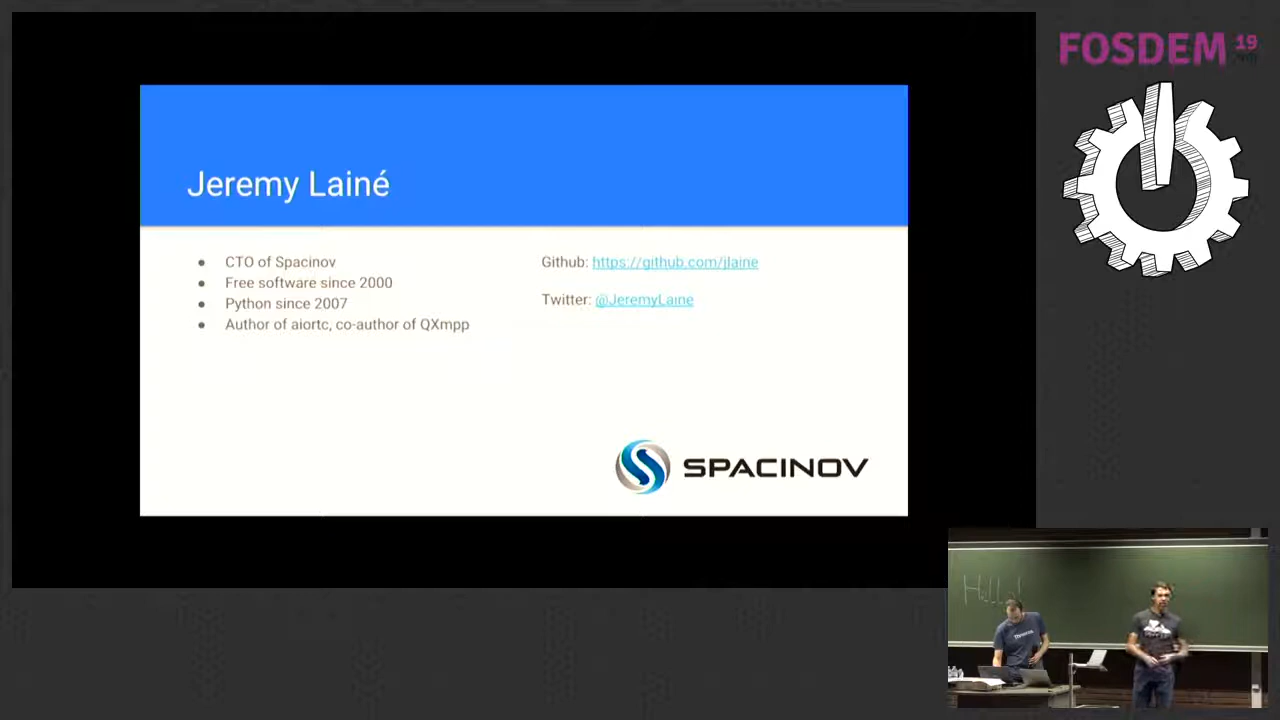 FOSDEM 19
Jeremy Lainé
CTO of Spacinov
Free software since 2000
Python since 2007
Author of aiortc, co-author of QXmpp
Github: https://github.com/jlaine
Twitter: @JeremyLaine
SPACINOV
Hello!